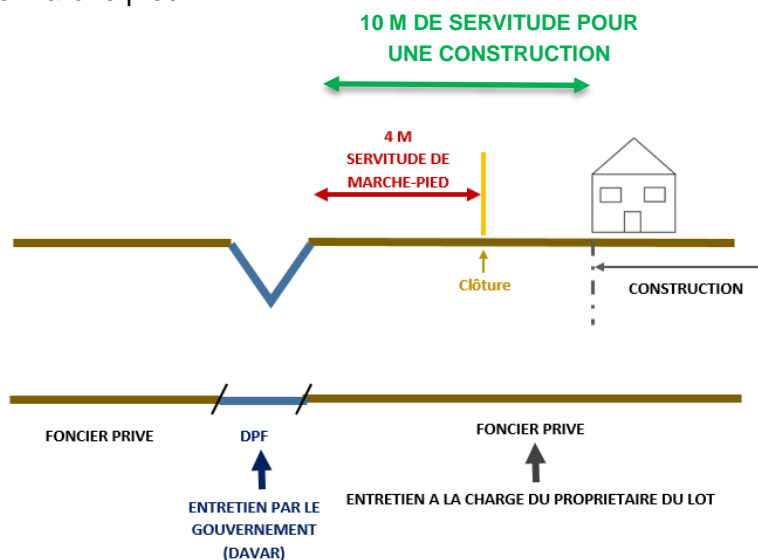 10 M DE SERVITUDE POUR
UNE CONSTRUCTION
4 M
SERVITUDE DE
MARCHE-PIED
Clôture
CONSTRUCTION
FONCIER PRIVE
DPF
FONCIER PRIVE
ENTRETIEN PAR LE
GOUVERNEMENT
(DAVAR)
ENTRETIEN A LA CHARGE DU PROPRIETAIRE DU LOT